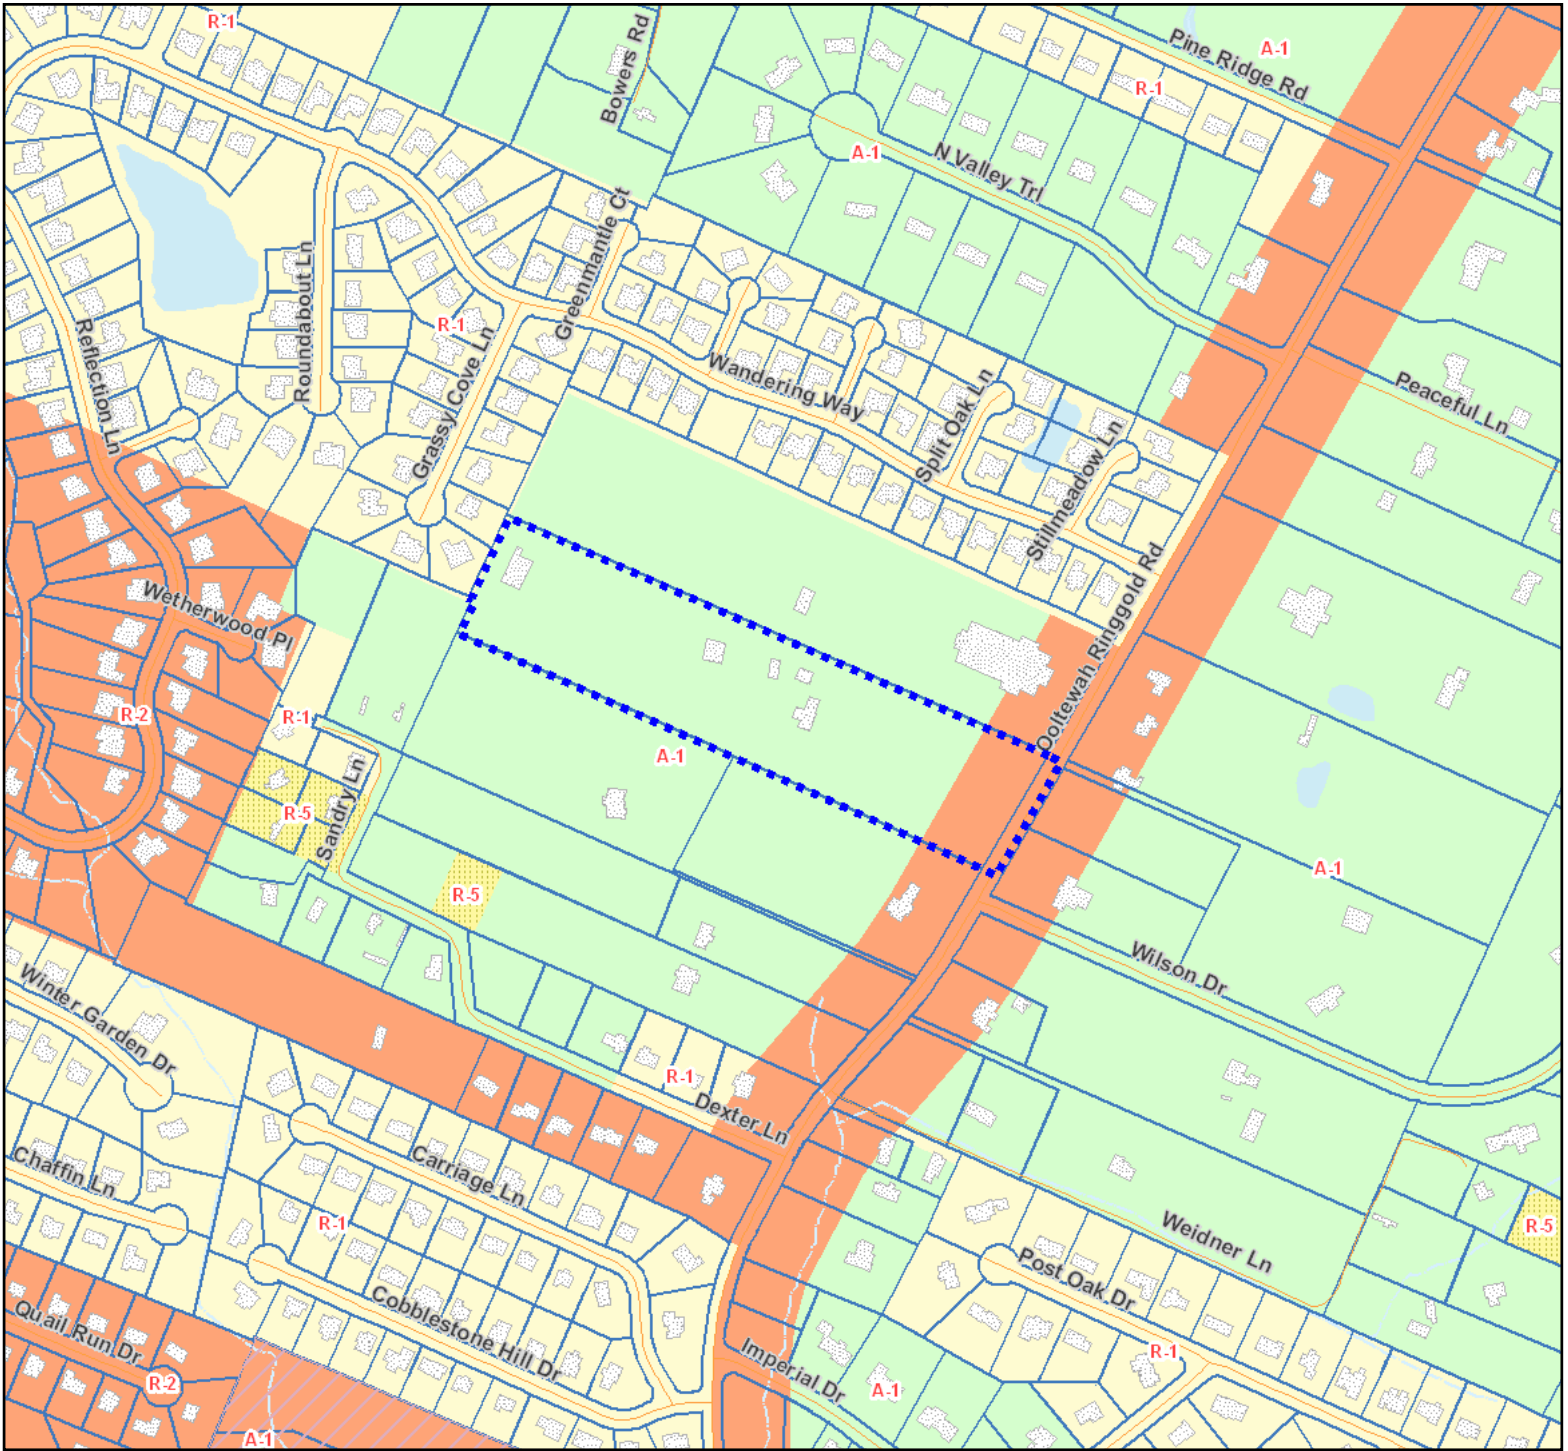 R-1
Bowers Rd
Pine Ridge Rd
A-1
R-1
A-1
N Valley Trl
Greenmantle Ct
Roundabout Ln
R-1
Reflection Ln
Grassy Cove Ln
Wandering Way
Split Oak Ln
Peaceful Ln
Stillmeadow Ln
Wetherwood Pl
Ooltewah Ringgold Rd
R-2
R-1
A-1
R-5
Sandry Ln
R-5
A-1
Wilson Dr
Winter Garden Dr
R-1
Dexter Ln
Chaffin Ln
Carriage Ln
R-1
Weidner Ln
R-5
Post Oak Dr
Cobblestone Hill Dr
Quail Run Dr
R-1
R-2
Imperial Dr
A-1
A-1